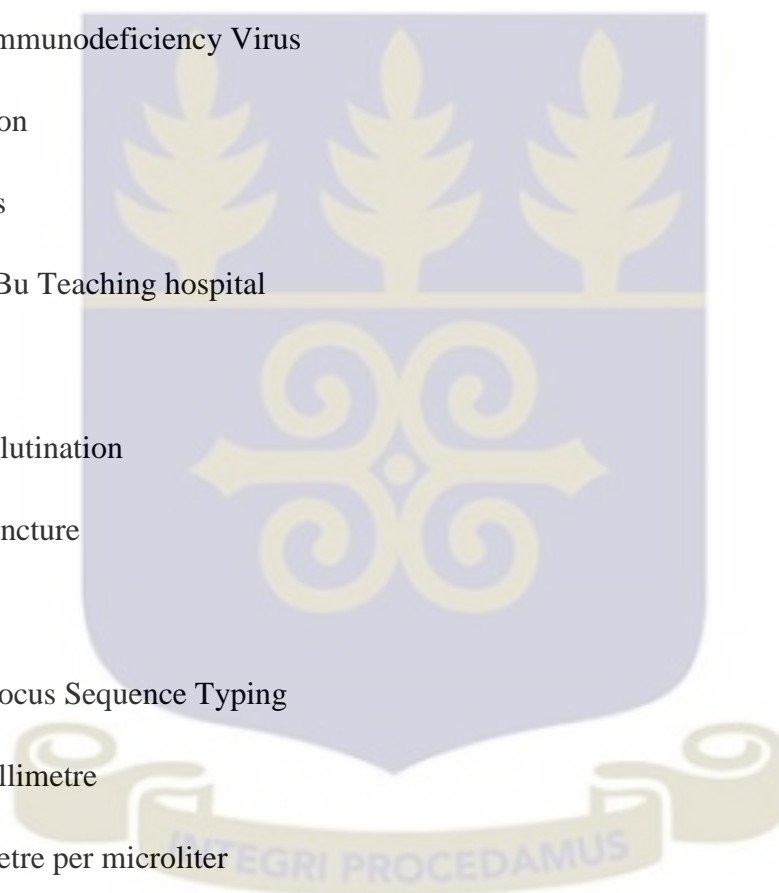 mmunodeficiency Virus
on
s
Bu Teaching hospital
lutination
ncture
ocus Sequence Typing
llimetre
etre per microliter
INTEGRI PROCEDAMUS